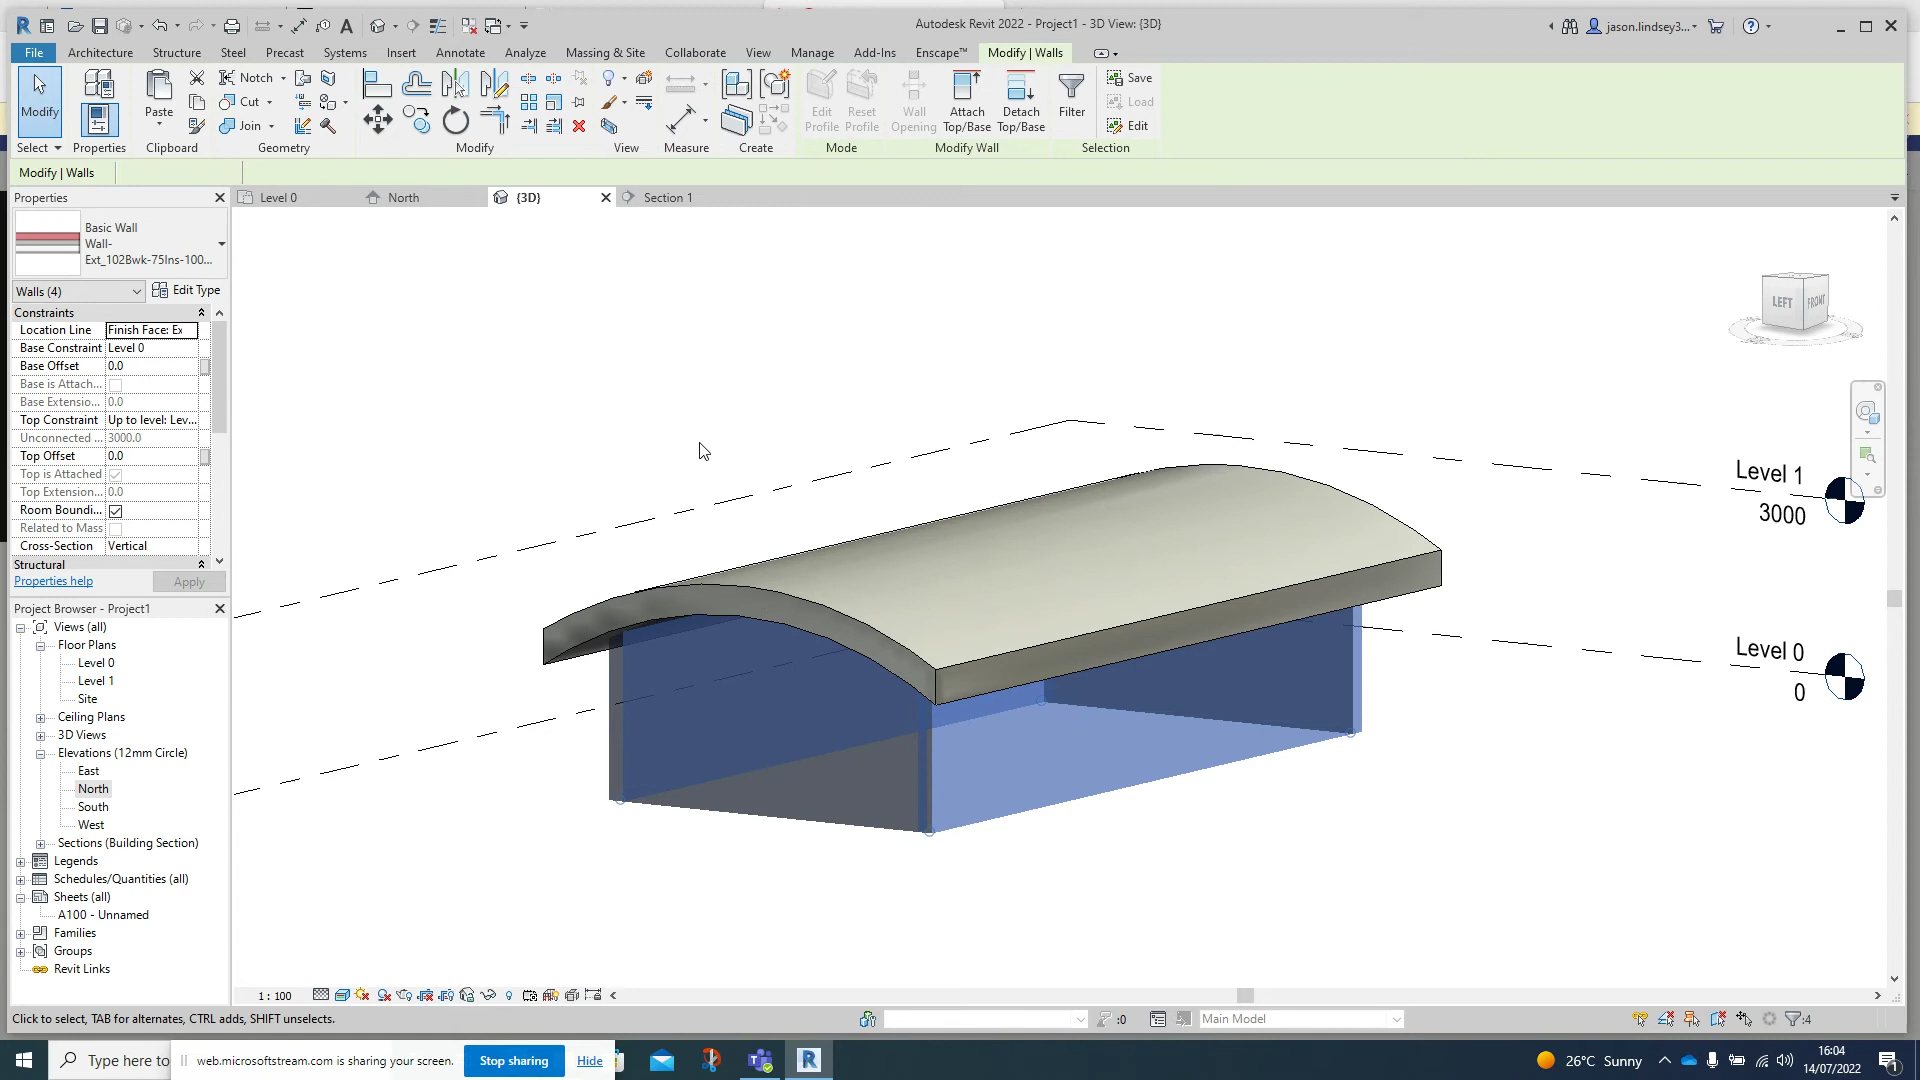 Autodesk Revit 2022 - Project1 - 3D View: {3D}
jason.lindsey3...
File Architecture Structure Steel Precast Systems Insert Annotate Analyze Massing & Site Collaborate View Manage Add-Ins Enscape™ Modify | Walls
Modify
Paste
Notch
Cut
Join
Edit Profile
Reset Profile
Wall Opening
Attach Top/Base
Detach Top/Base
Filter
Save
Load
Edit
Select Properties Clipboard Geometry Modify View Measure Create Mode Modify Wall Selection
Modify | Walls
Properties
Level 0 North {3D} Section 1
Basic Wall
Wall-
Ext_102Bwk-75Ins-100...
Walls (4) Edit Type
Constraints
Location Line Finish Face: Ex
Base Constraint Level 0
Base Offset 0.0
Base is Attach...
Base Extensio... 0.0
Top Constraint Up to level: Lev...
Unconnected ... 3000.0
Top Offset 0.0
Top is Attached
Top Extension... 0.0
Room Boundi...
Related to Mass
Cross-Section Vertical
Structural
Properties help Apply
Project Browser - Project1
Views (all)
Floor Plans
Level 0
Level 1
Site
Ceiling Plans
3D Views
Elevations (12mm Circle)
East
North
South
West
Sections (Building Section)
Legends
Schedules/Quantities (all)
Sheets (all)
A100 - Unnamed
Families
Groups
Revit Links
LEFT FRONT
Level 1
3000
Level 0
0
1 : 100
Click to select, TAB for alternates, CTRL adds, SHIFT unselects.
:0
Main Model
:4
Type here to
web.microsoftstream.com is sharing your screen. Stop sharing Hide
26°C Sunny
16:04
14/07/2022
1